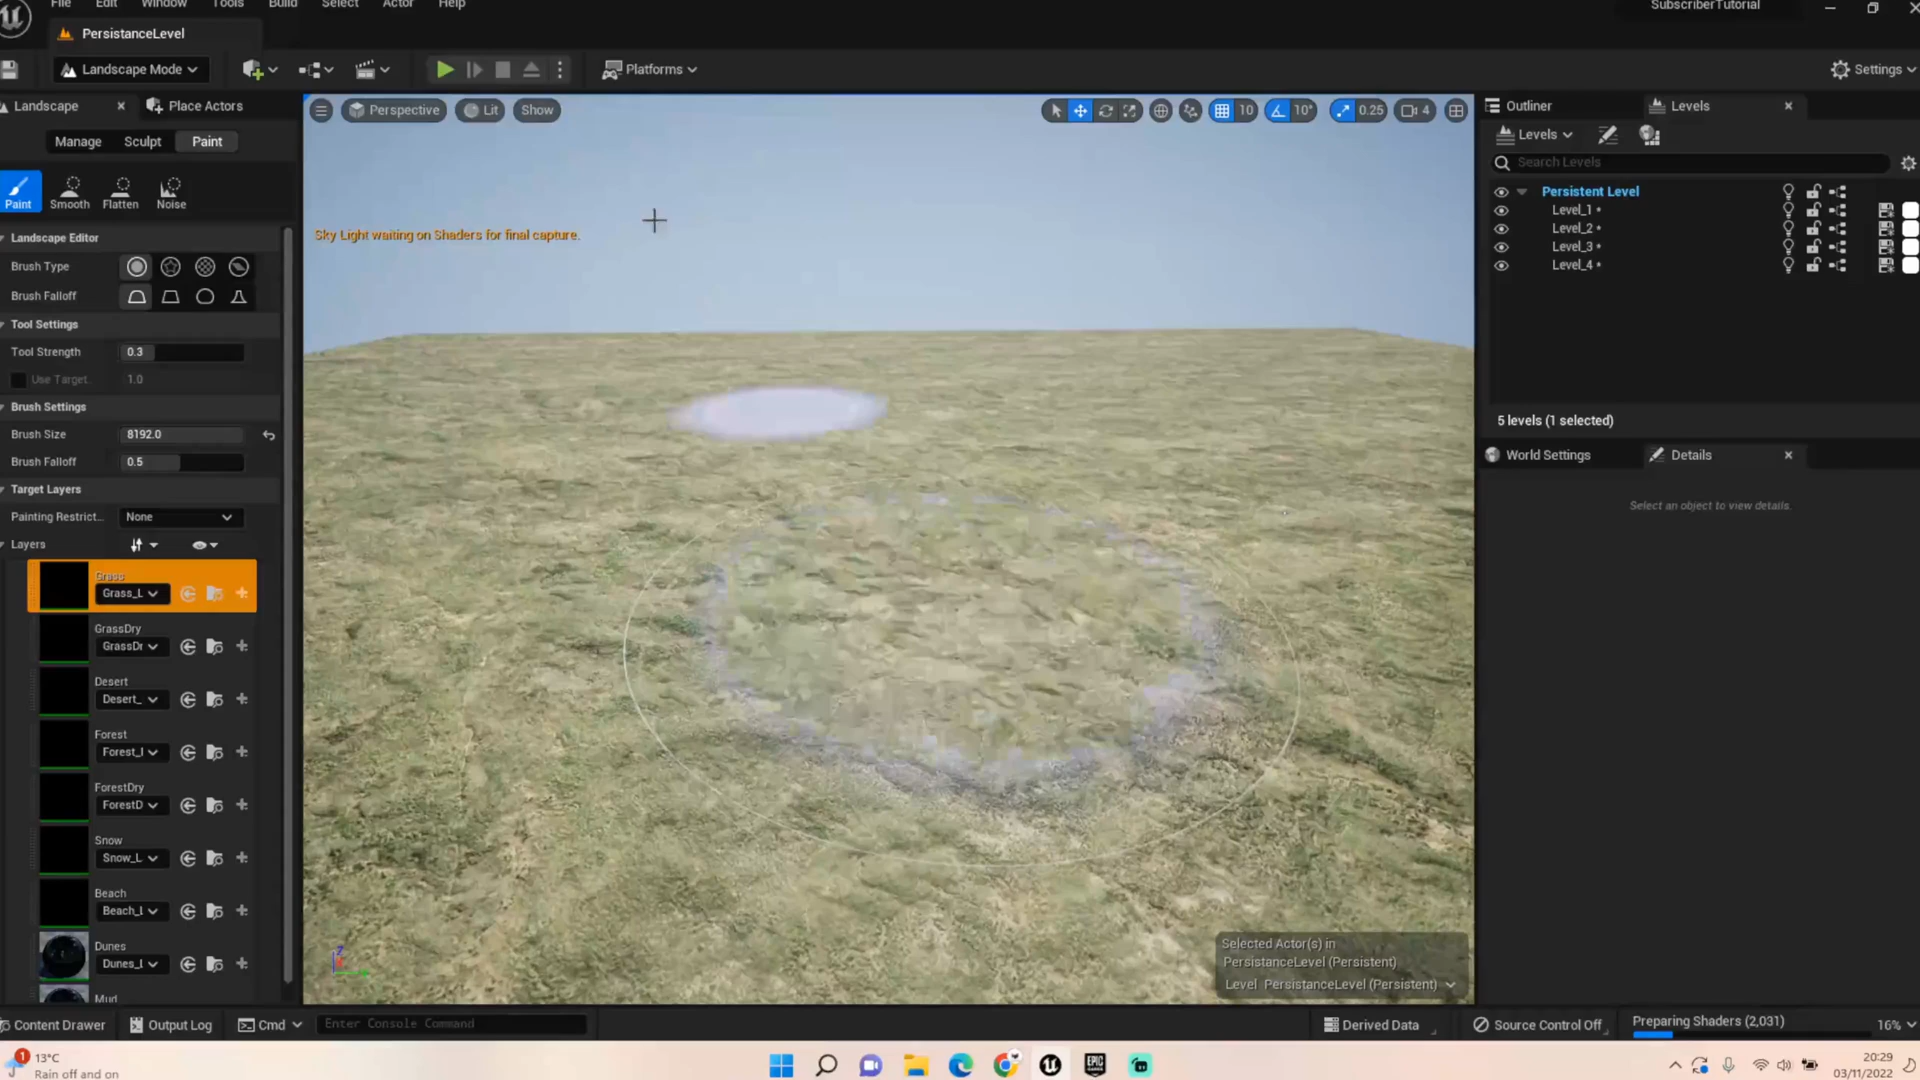 File Edit Window Tools Build Select Actor Help
SubscriberTutorial
PersistanceLevel
Landscape Mode
Platforms
Settings
Landscape
Place Actors
Perspective
Lit
Show
10
10°
0.25
4
Outliner
Levels
Manage
Sculpt
Paint
Levels
Search Levels
Paint
Smooth
Flatten
Noise
Persistent Level
Level_1 *
Level_2 *
Level_3 *
Level_4 *
5 levels (1 selected)
World Settings
Details
Select an object to view details.
Sky Light waiting on Shaders for final capture.
Landscape Editor
Brush Type
Brush Falloff
Tool Settings
Tool Strength 0.3
Use Target. 1.0
Brush Settings
Brush Size 8192.0
Brush Falloff 0.5
Target Layers
Painting Restrict... None
Layers
Grass
Grass_L
GrassDry
GrassDr
Desert
Desert_
Forest
Forest_l
ForestDry
ForestD
Snow
Snow_L
Beach
Beach_L
Dunes
Dunes_L
Mud
Z
Selected Actor(s) in
PersistanceLevel (Persistent)
Level PersistanceLevel (Persistent)
Content Drawer
Output Log
Cmd
Enter Console Command
Derived Data
Source Control Off
Preparing Shaders (2,031)
16%
1
13°C
Rain off and on
EPIC
GAMES
20:29
03/11/2022